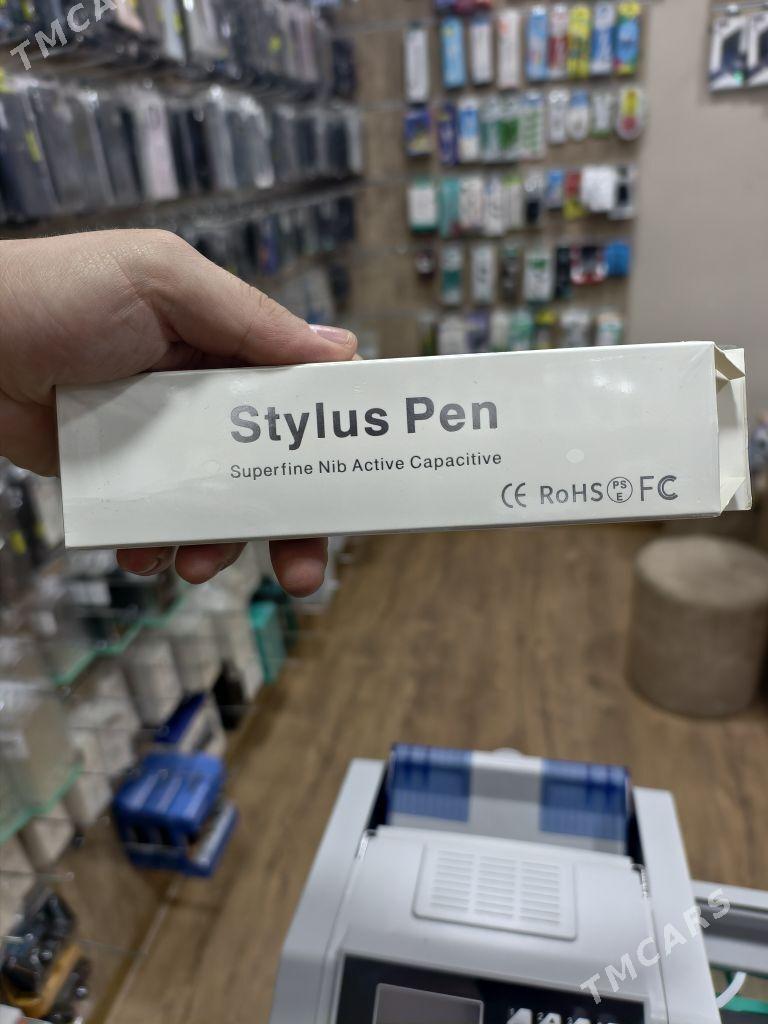 TMCARS
Stylus Pen
Superfine Nib Active Capacitive
CE RoHS PSE FC
TMCARS